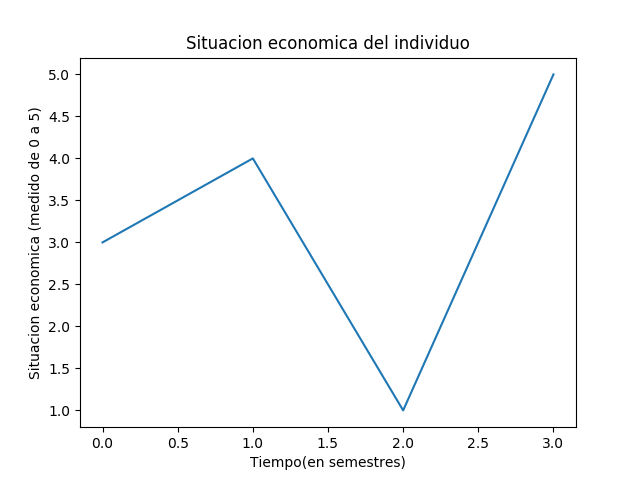 Situacion economica del individuo
Situacion economica (medido de 0 a 5)
5.0
4.5
4.0
3.5
3.0
2.5
2.0
1.5
1.0
0.0 0.5 1.0 1.5 2.0 2.5 3.0
Tiempo(en semestres)